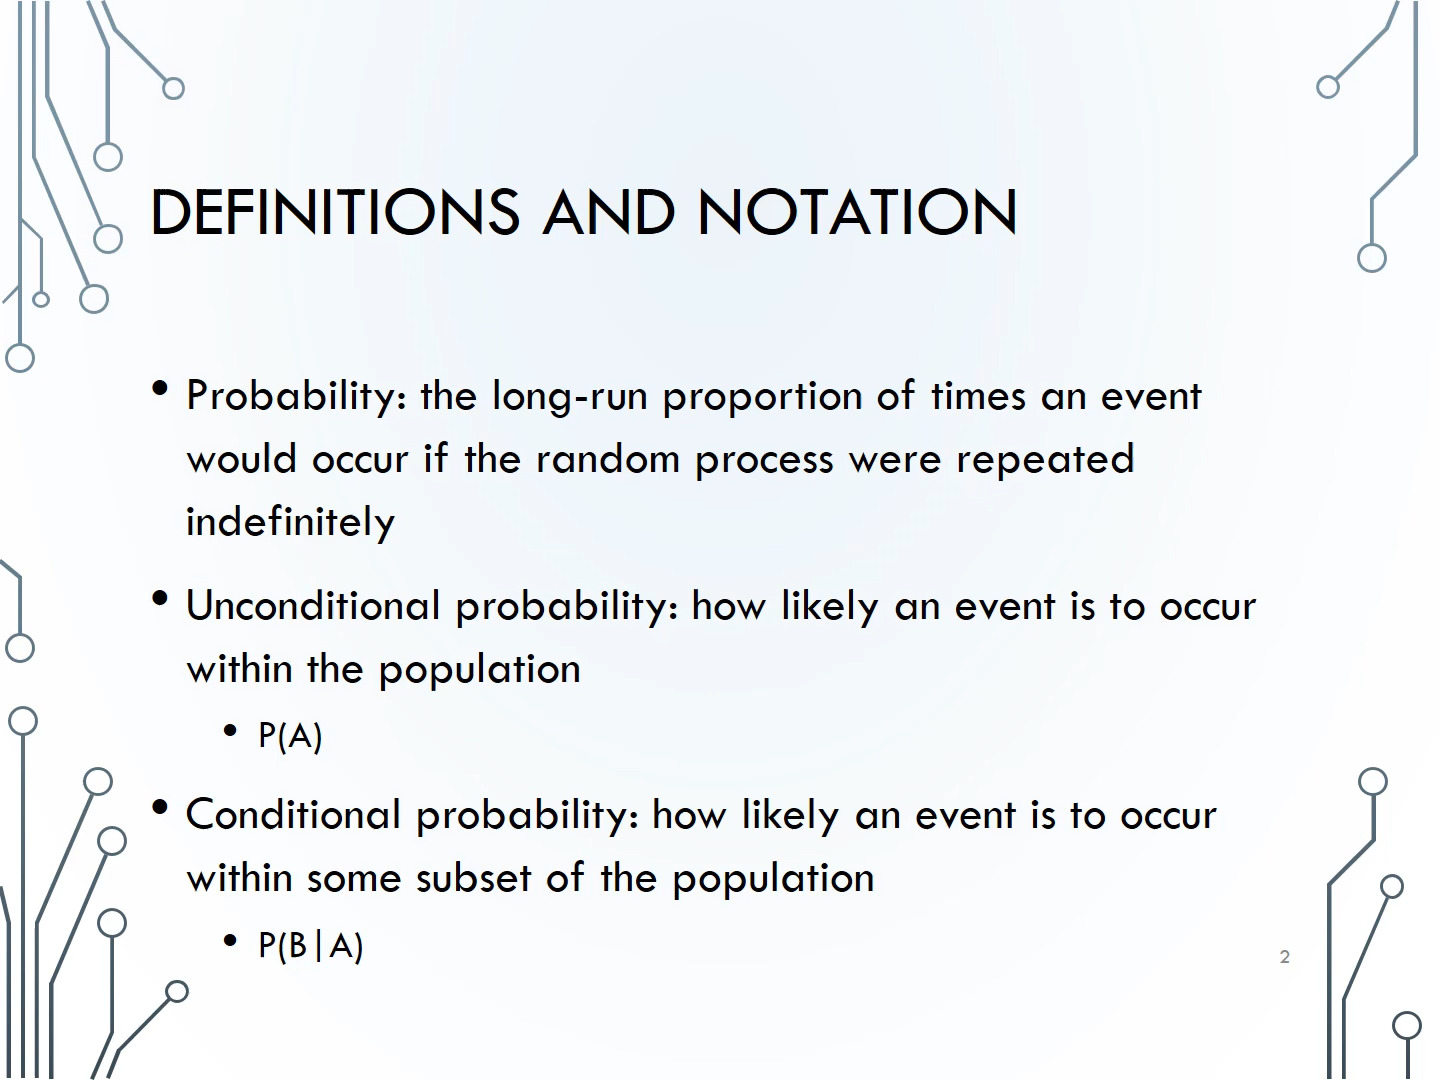 DEFINITIONS AND NOTATION
• Probability: the long-run proportion of times an event
would occur if the random process were repeated
indefinitely
• Unconditional probability: how likely an event is to occur
within the population
• P(A)
• Conditional probability: how likely an event is to occur
within some subset of the population
• P(B|A)
2